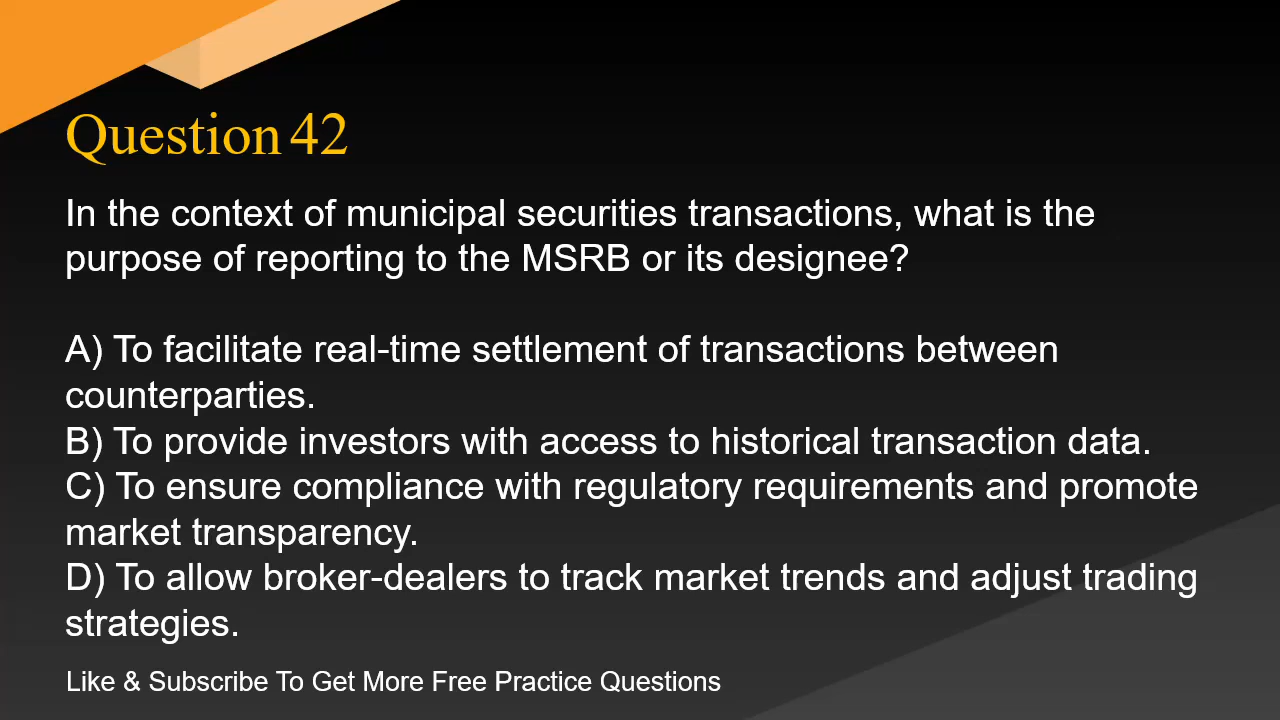 Question 42
In the context of municipal securities transactions, what is the
purpose of reporting to the MSRB or its designee?
A) To facilitate real-time settlement of transactions between
counterparties.
B) To provide investors with access to historical transaction data.
C) To ensure compliance with regulatory requirements and promote
market transparency.
D) To allow broker-dealers to track market trends and adjust trading
strategies.
Like & Subscribe To Get More Free Practice Questions